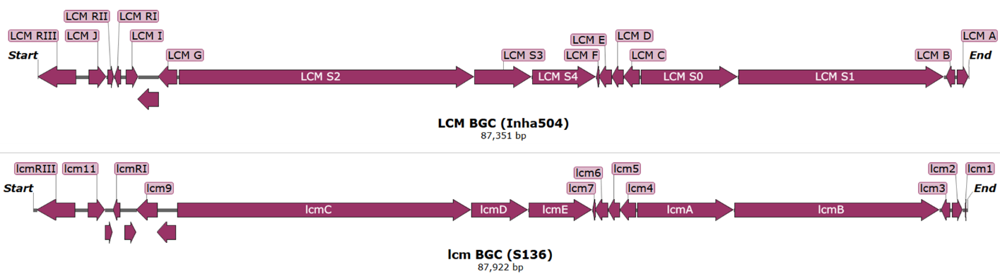 LCM RII LCM RI
LCM RIII LCM J LCM I LCM E LCM D LCM A
Start LCM G LCM S3 LCM F LCM C LCM B End
LCM S2 LCM S4 LCM S0 LCM S1
LCM BGC (Inha504)
87,351 bp
lcmRIII lcm11 lcmRI lcm6 lcm5 lcm2 lcm1
Start lcm9 lcm7 lcm4 lcm3 End
lcmC lcmD lcmE lcmA lcmB
lcm BGC (S136)
87,922 bp